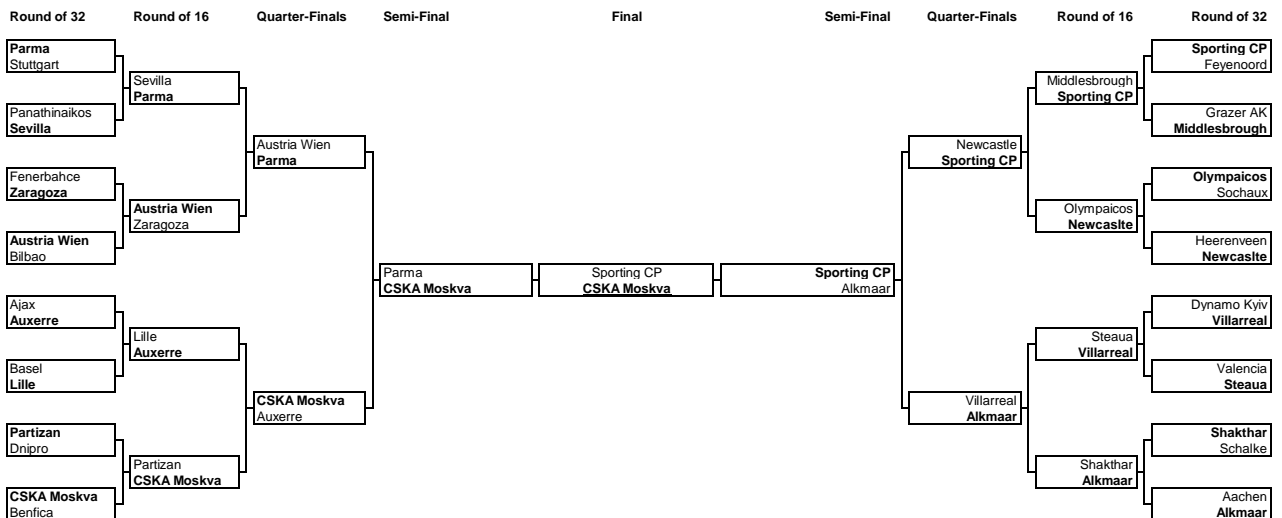 Round of 32
Round of 16
Quarter-Finals
Semi-Final
Final
Semi-Final
Quarter-Finals
Round of 16
Round of 32
Parma
Stuttgart
Panathinaikos
Sevilla
Fenerbahce
Zaragoza
Austria Wien
Bilbao
Ajax
Auxerre
Basel
Lille
Partizan
Dnipro
CSKA Moskva
Benfica
Sevilla
Parma
Austria Wien
Zaragoza
Lille
Auxerre
Partizan
CSKA Moskva
Austria Wien
Parma
CSKA Moskva
Auxerre
Parma
CSKA Moskva
Sporting CP
CSKA Moskva
Sporting CP
Alkmaar
Newcastle
Sporting CP
Villarreal
Alkmaar
Middlesbrough
Sporting CP
Olympaicos
Newcaslte
Steaua
Villarreal
Shakthar
Alkmaar
Sporting CP
Feyenoord
Grazer AK
Middlesbrough
Olympaicos
Sochaux
Heerenveen
Newcaslte
Dynamo Kyiv
Villarreal
Valencia
Steaua
Shakthar
Schalke
Aachen
Alkmaar